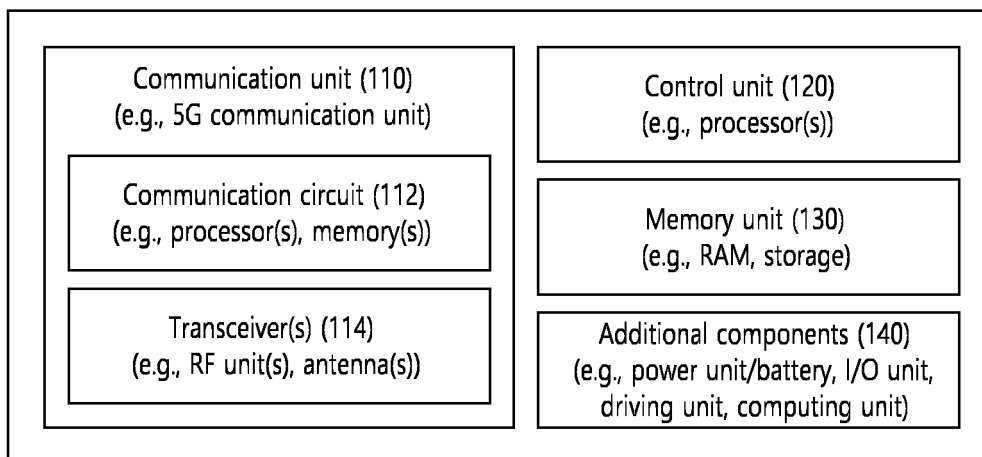 Communication unit (110)
(e.g., 5G communication unit)
Communication circuit (112)
(e.g., processor(s), memory(s))
Transceiver(s) (114)
(e.g., RF unit(s), antenna(s))
Control unit (120)
(e.g., processor(s))
Memory unit (130)
(e.g., RAM, storage)
Additional components (140)
(e.g., power unit/battery, I/O unit,
driving unit, computing unit)